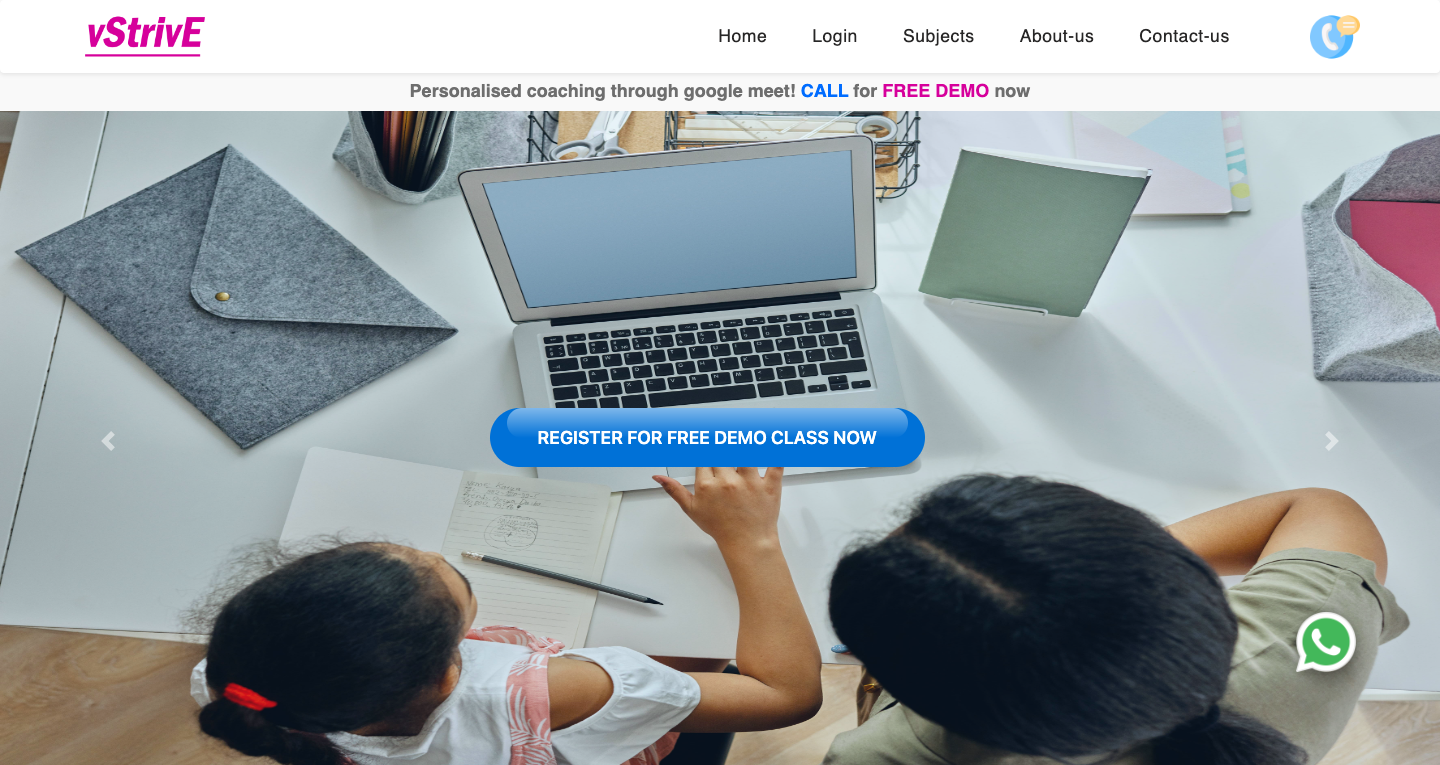 vStrivE
Home Login Subjects About-us Contact-us
Personalised coaching through google meet! CALL for FREE DEMO now
REGISTER FOR FREE DEMO CLASS NOW